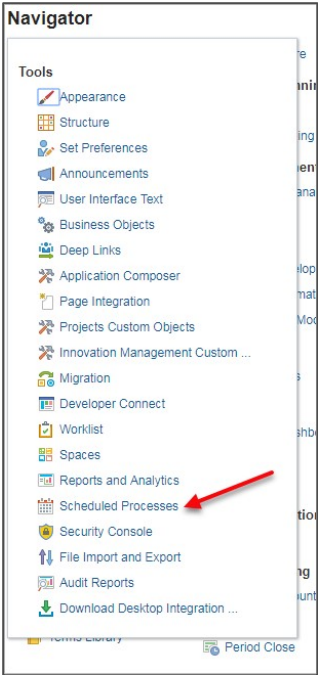 Navigator
Tools
Appearance
Structure
Set Preferences
Announcements
User Interface Text
Business Objects
Deep Links
Application Composer
Page Integration
Projects Custom Objects
Innovation Management Custom ...
Migration
Developer Connect
Worklist
Spaces
Reports and Analytics
Scheduled Processes
Security Console
File Import and Export
Audit Reports
Download Desktop Integration ...
Terms Library
Period Close